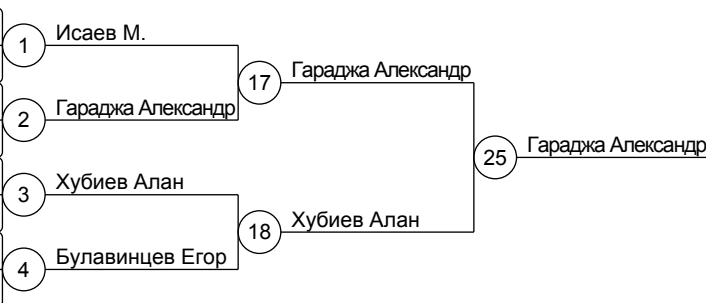 1 Исаев М.
17 Гараджа Александр
2 Гараджа Александр
25 Гараджа Александр
3 Хубиев Алан
18 Хубиев Алан
4 Булавинцев Егор